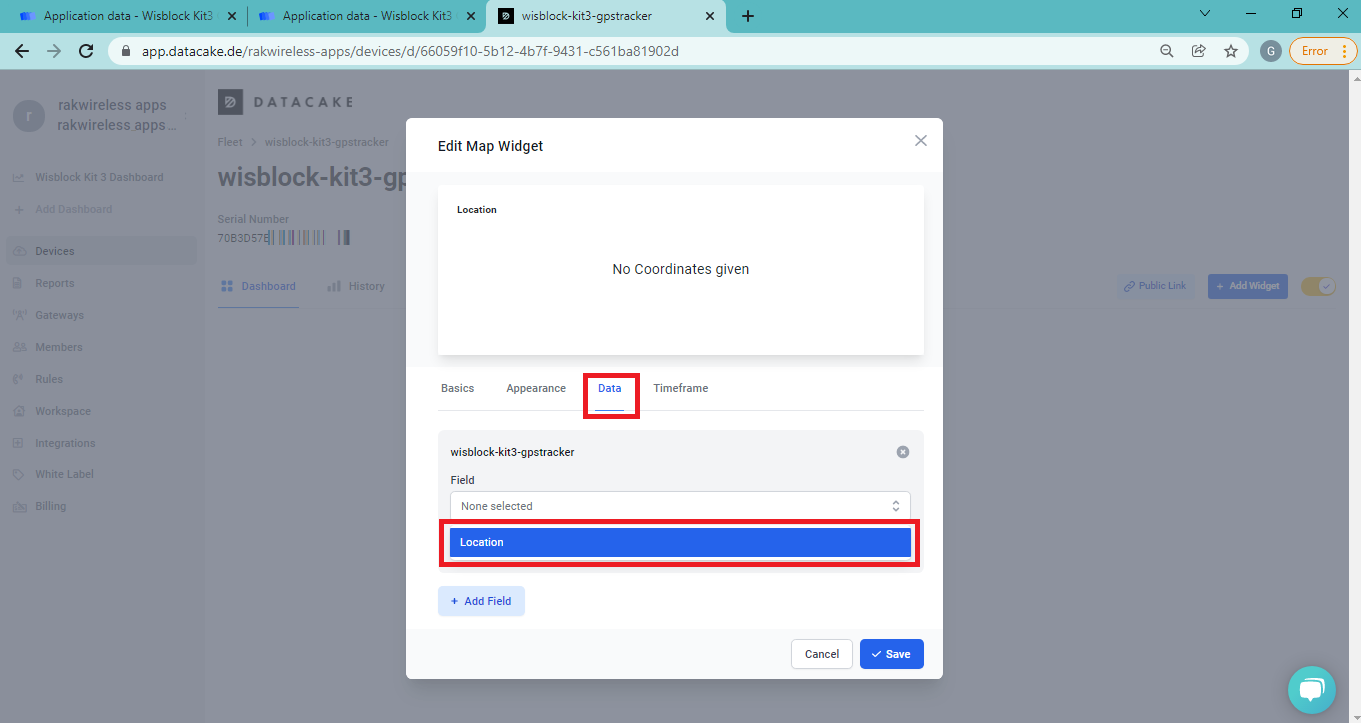 Application data - Wisblock Kit3
Application data - Wisblock Kit3
wisblock-kit3-gpstracker
app.datacake.de/rakwireless-apps/devices/d/66059f10-5b12-4b7f-9431-c561ba81902d
G
Error
r
rakwireless apps
rakwireless_apps...
Wisblock Kit 3 Dashboard
Add Dashboard
Devices
Reports
Gateways
Members
Rules
Workspace
Integrations
White Label
Billing
DATACAKE
Fleet > wisblock-kit3-gpstracker
wisblock-kit3-gp
Serial Number
70B3D57E
Dashboard
History
Public Link
+ Add Widget
Edit Map Widget
Location
No Coordinates given
Basics
Appearance
Data
Timeframe
wisblock-kit3-gpstracker
Field
None selected
Location
+ Add Field
Cancel
Save